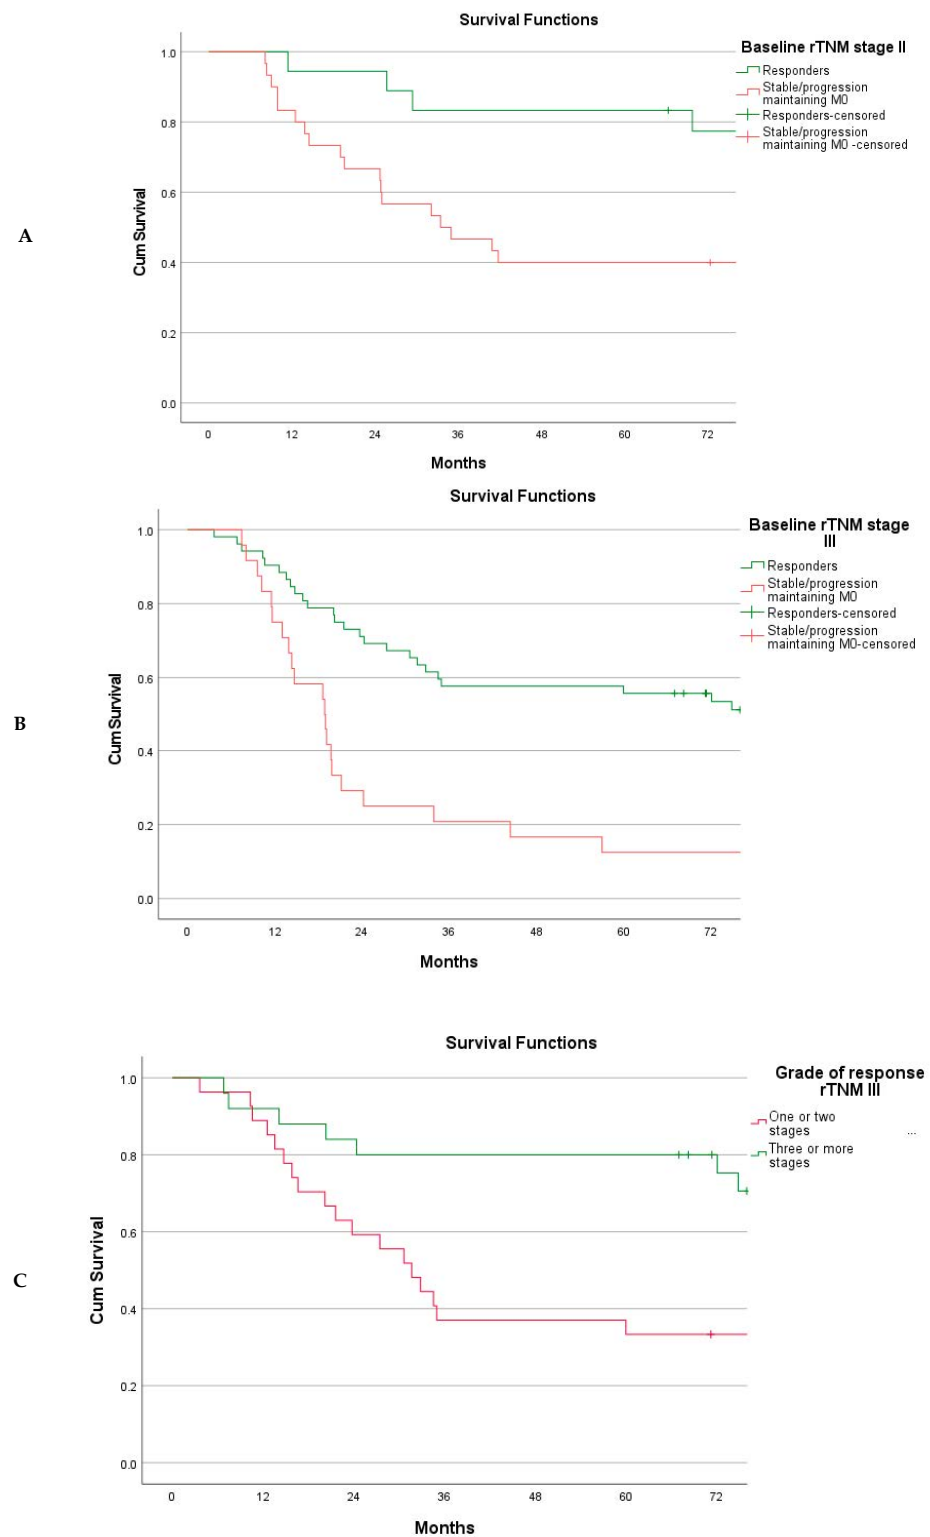 Survival Functions
Baseline rTNM stage II
Responders
Stable/progression
maintaining M0
Responders-censored
Stable/progression
maintaining M0 -censored
A
Cum Survival
1.0
0.8
0.6
0.4
0.2
0.0
0 12 24 36 48 60 72
Months
Survival Functions
Baseline rTNM stage
III
Responders
Stable/progression
maintaining M0
Responders-censored
Stable/progression
maintaining M0-censored
B
Cum Survival
1.0
0.8
0.6
0.4
0.2
0.0
0 12 24 36 48 60 72
Months
Survival Functions
Grade of response
rTNM III
One or two
stages ...
Three or more
stages
C
Cum Survival
1.0
0.8
0.6
0.4
0.2
0.0
0 12 24 36 48 60 72
Months